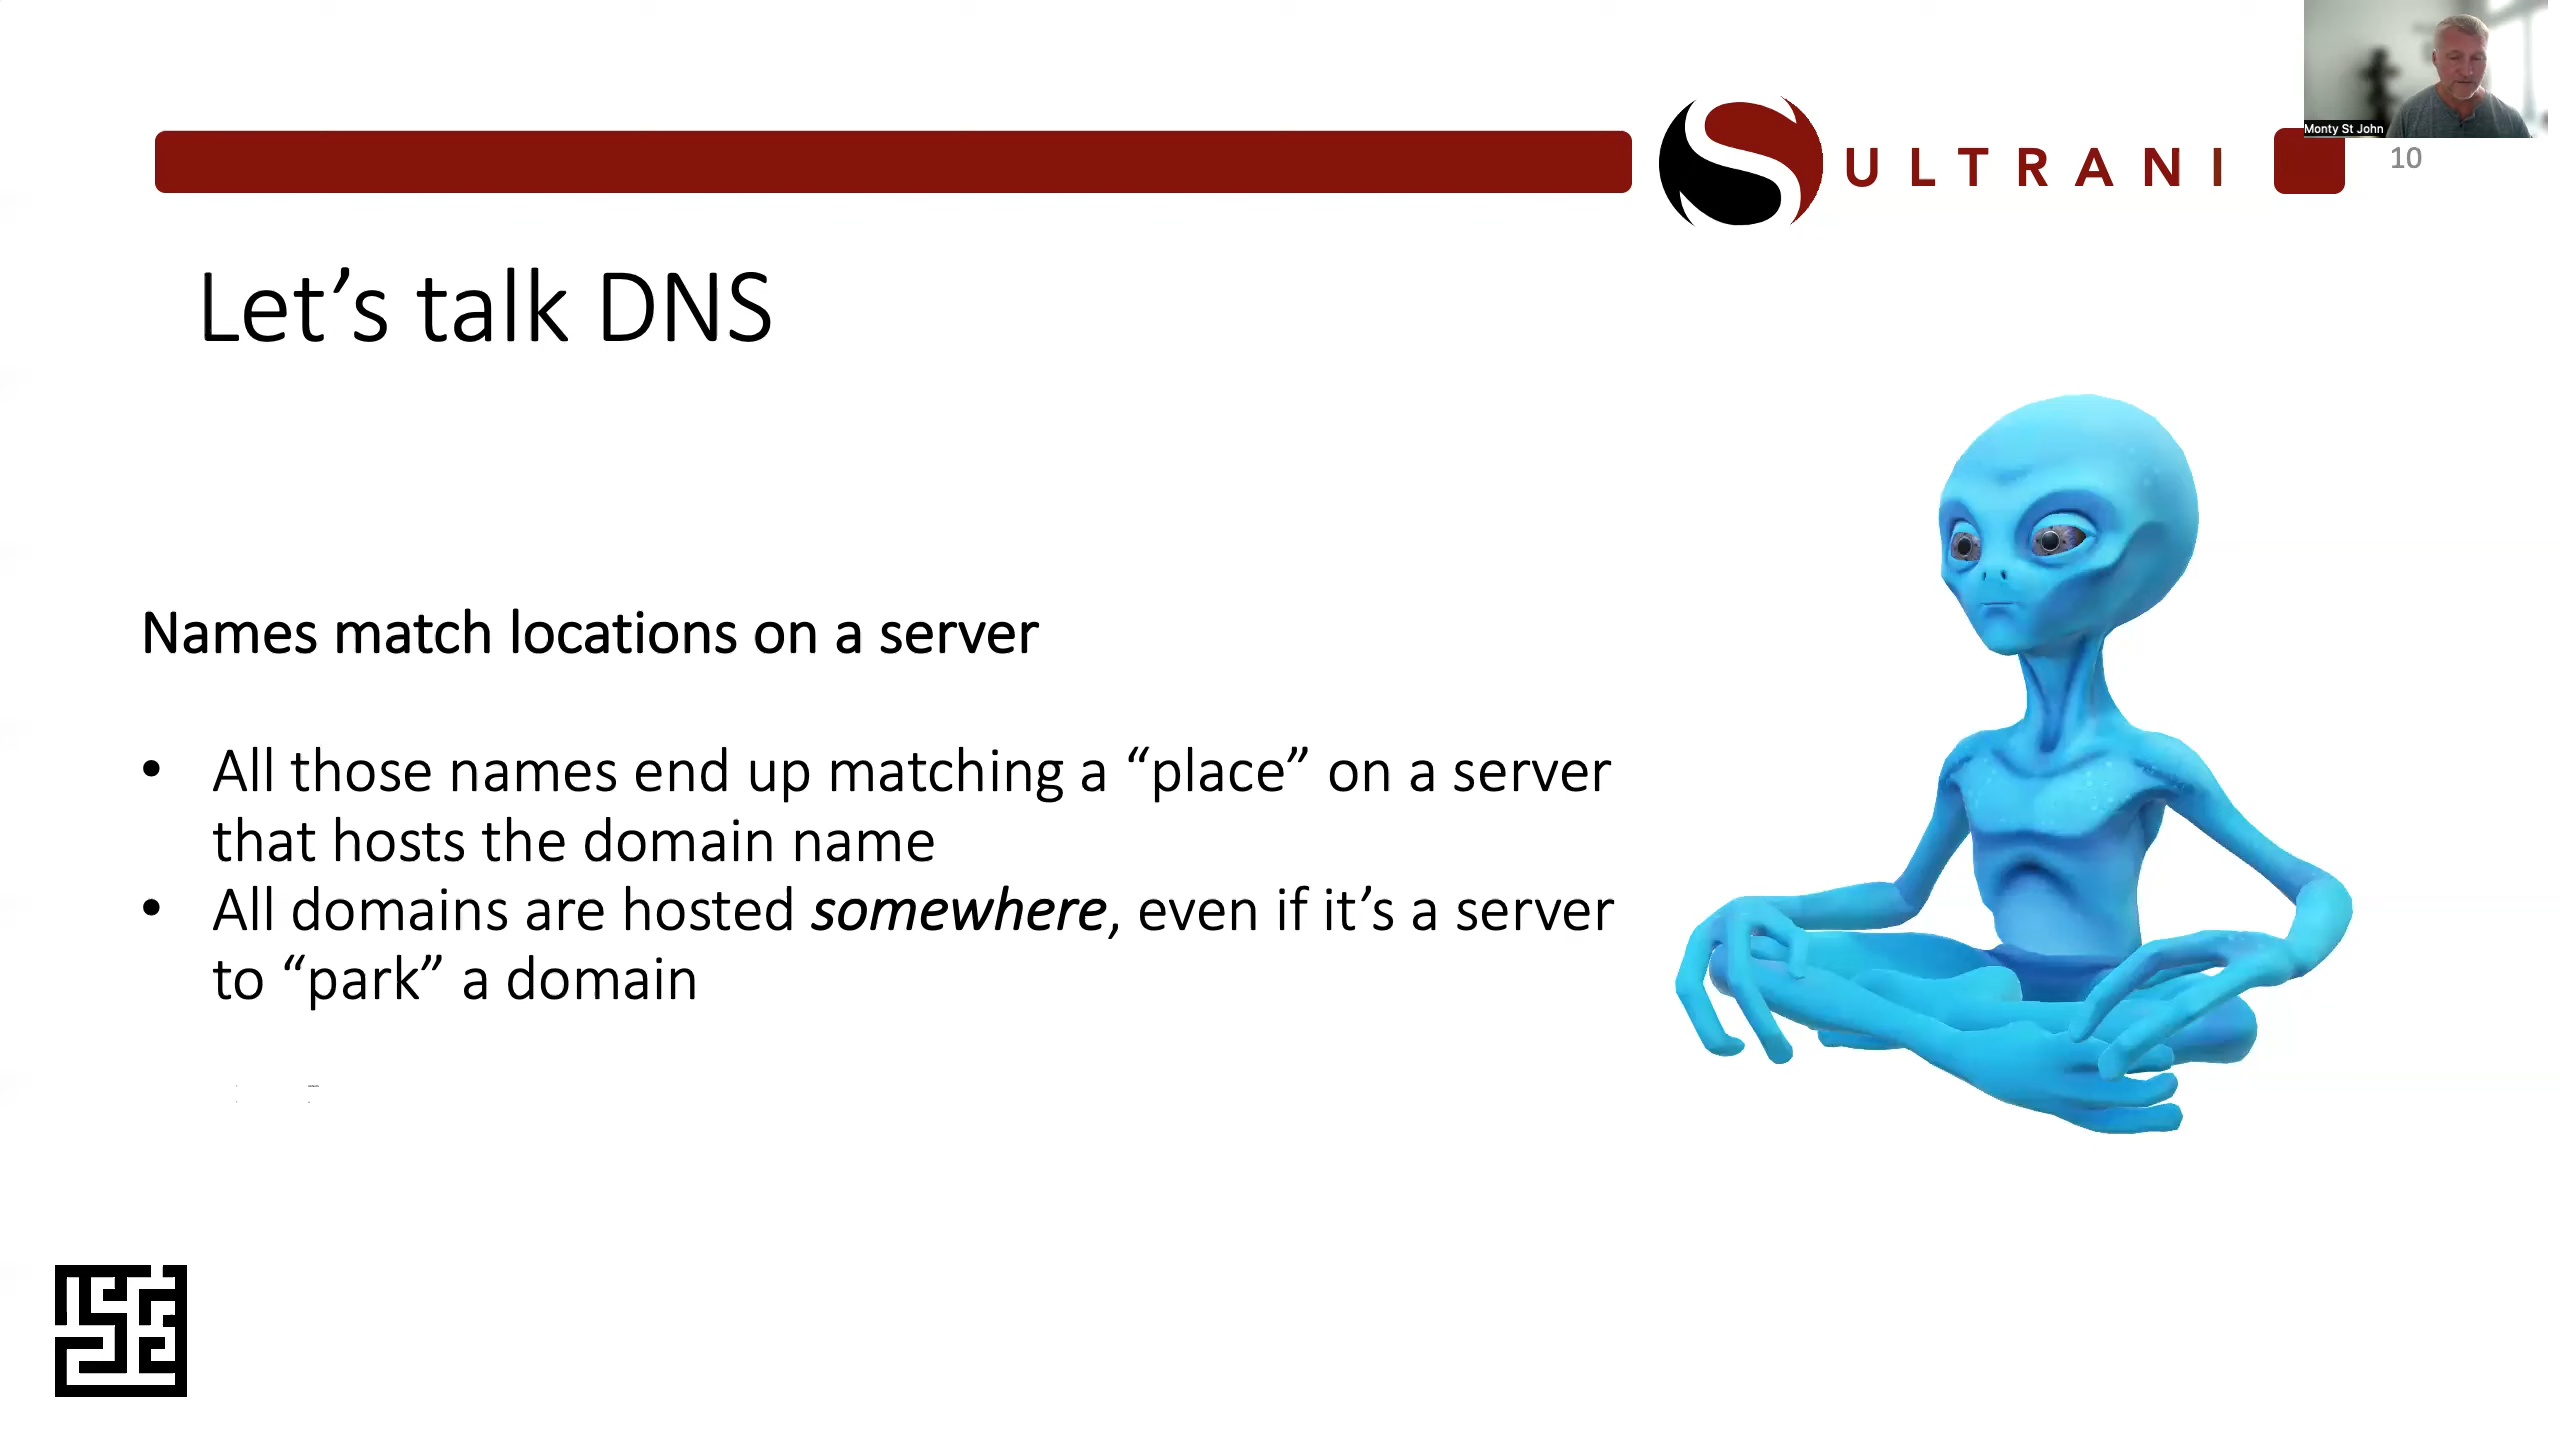 Monty St John
SULTRANI
10
Let’s talk DNS
Names match locations on a server
• All those names end up matching a “place” on a server
that hosts the domain name
• All domains are hosted somewhere, even if it’s a server
to “park” a domain